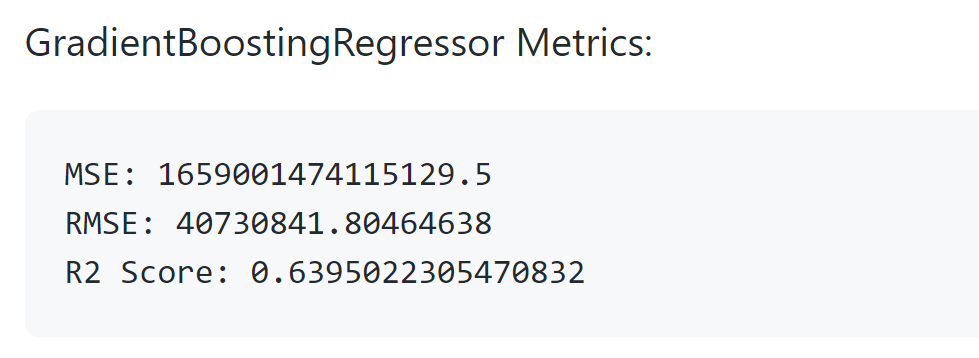 GradientBoostingRegressor Metrics:
MSE: 1659001474115129.5
RMSE: 40730841.80464638
R2 Score: 0.6395022305470832